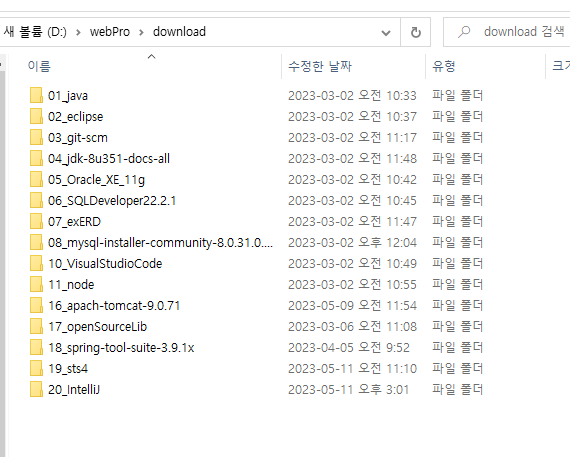 새 볼륨 (D:) > webPro > download
download 검색
이름 수정한 날짜 유형 크기
01_java 2023-03-02 오전 10:33 파일 폴더
02_eclipse 2023-03-02 오전 10:37 파일 폴더
03_git-scm 2023-03-02 오전 11:17 파일 폴더
04_jdk-8u351-docs-all 2023-03-02 오전 11:48 파일 폴더
05_Oracle_XE_11g 2023-03-02 오전 10:42 파일 폴더
06_SQLDeveloper22.2.1 2023-03-02 오전 10:45 파일 폴더
07_exERD 2023-03-02 오전 11:47 파일 폴더
08_mysql-installer-community-8.0.31.0.... 2023-03-02 오후 12:04 파일 폴더
10_VisualStudioCode 2023-03-02 오전 10:49 파일 폴더
11_node 2023-03-02 오전 10:55 파일 폴더
16_apach-tomcat-9.0.71 2023-05-09 오전 11:54 파일 폴더
17_openSourceLib 2023-03-06 오전 11:08 파일 폴더
18_spring-tool-suite-3.9.1x 2023-04-05 오전 9:52 파일 폴더
19_sts4 2023-05-11 오전 11:10 파일 폴더
20_IntelliJ 2023-05-11 오후 3:01 파일 폴더